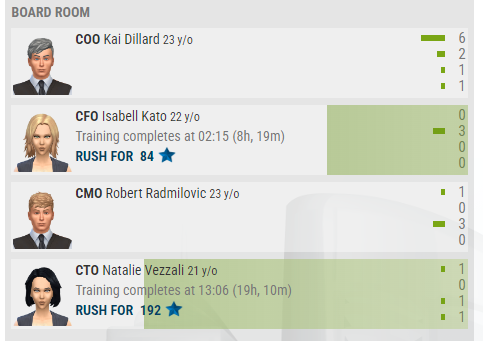 BOARD ROOM
COO Kai Dillard 23 y/o
6
2
1
1
CFO Isabell Kato 22 y/o
Training completes at 02:15 (8h, 19m)
RUSH FOR 84
0
3
0
0
CMO Robert Radmilovic 23 y/o
1
0
3
0
CTO Natalie Vezzali 21 y/o
Training completes at 13:06 (19h, 10m)
RUSH FOR 192
1
0
1
1